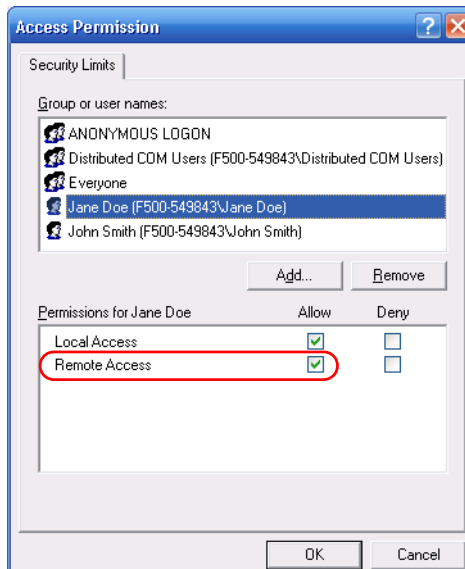 Access Permission
Security Limits
Group or user names:
ANONYMOUS LOGON
Distributed COM Users (F500-549843\Distributed COM Users)
Everyone
Jane Doe (F500-549843\Jane Doe)
John Smith (F500-549843\John Smith)
Add... Remove
Permissions for Jane Doe Allow Deny
Local Access
Remote Access
OK Cancel